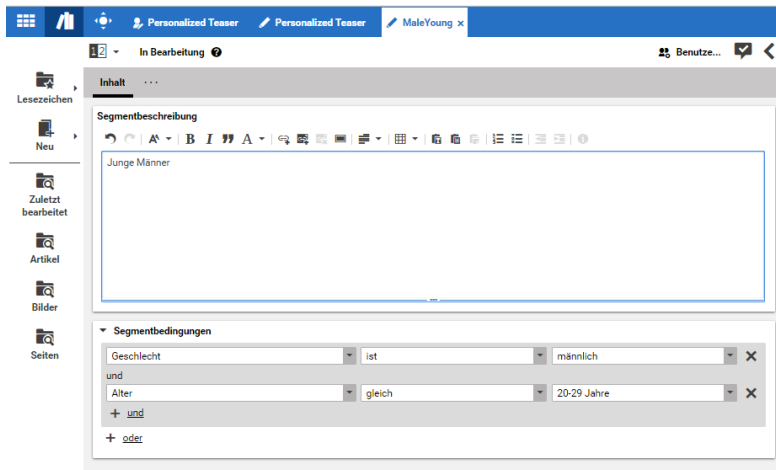 Personalized Teaser
Personalized Teaser
MaleYoung x
12
In Bearbeitung
Benutze...
Lesezeichen
Neu
Zuletzt
bearbeitet
Artikel
Bilder
Seiten
Inhalt ...
Segmentbeschreibung
B I A
Junge Männer
Segmentbedingungen
Geschlecht ist männlich
und
Alter gleich 20-29 Jahre
+ und
+ oder